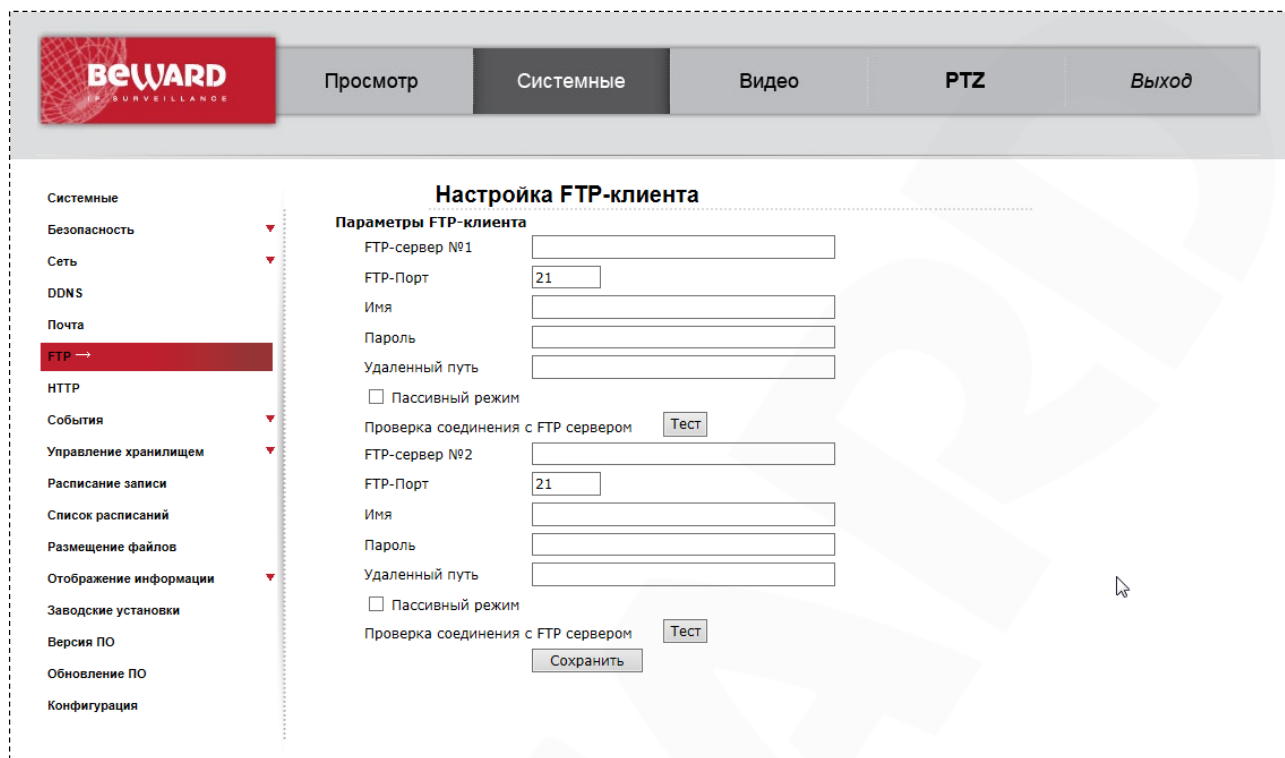 BEWARD
IP SURVEILLANCE
Просмотр
Системные
Видео
PTZ
Выход
Системные
Безопасность
Сеть
DDNS
Почта
FTP →
HTTP
События
Управление хранилищем
Расписание записи
Список расписаний
Размещение файлов
Отображение информации
Заводские установки
Версия ПО
Обновление ПО
Конфигурация
Настройка FTP-клиента
Параметры FTP-клиента
FTP-сервер №1
FTP-Порт 21
Имя
Пароль
Удаленный путь
Пассивный режим
Проверка соединения с FTP сервером Тест
FTP-сервер №2
FTP-Порт 21
Имя
Пароль
Удаленный путь
Пассивный режим
Проверка соединения с FTP сервером Тест
Сохранить